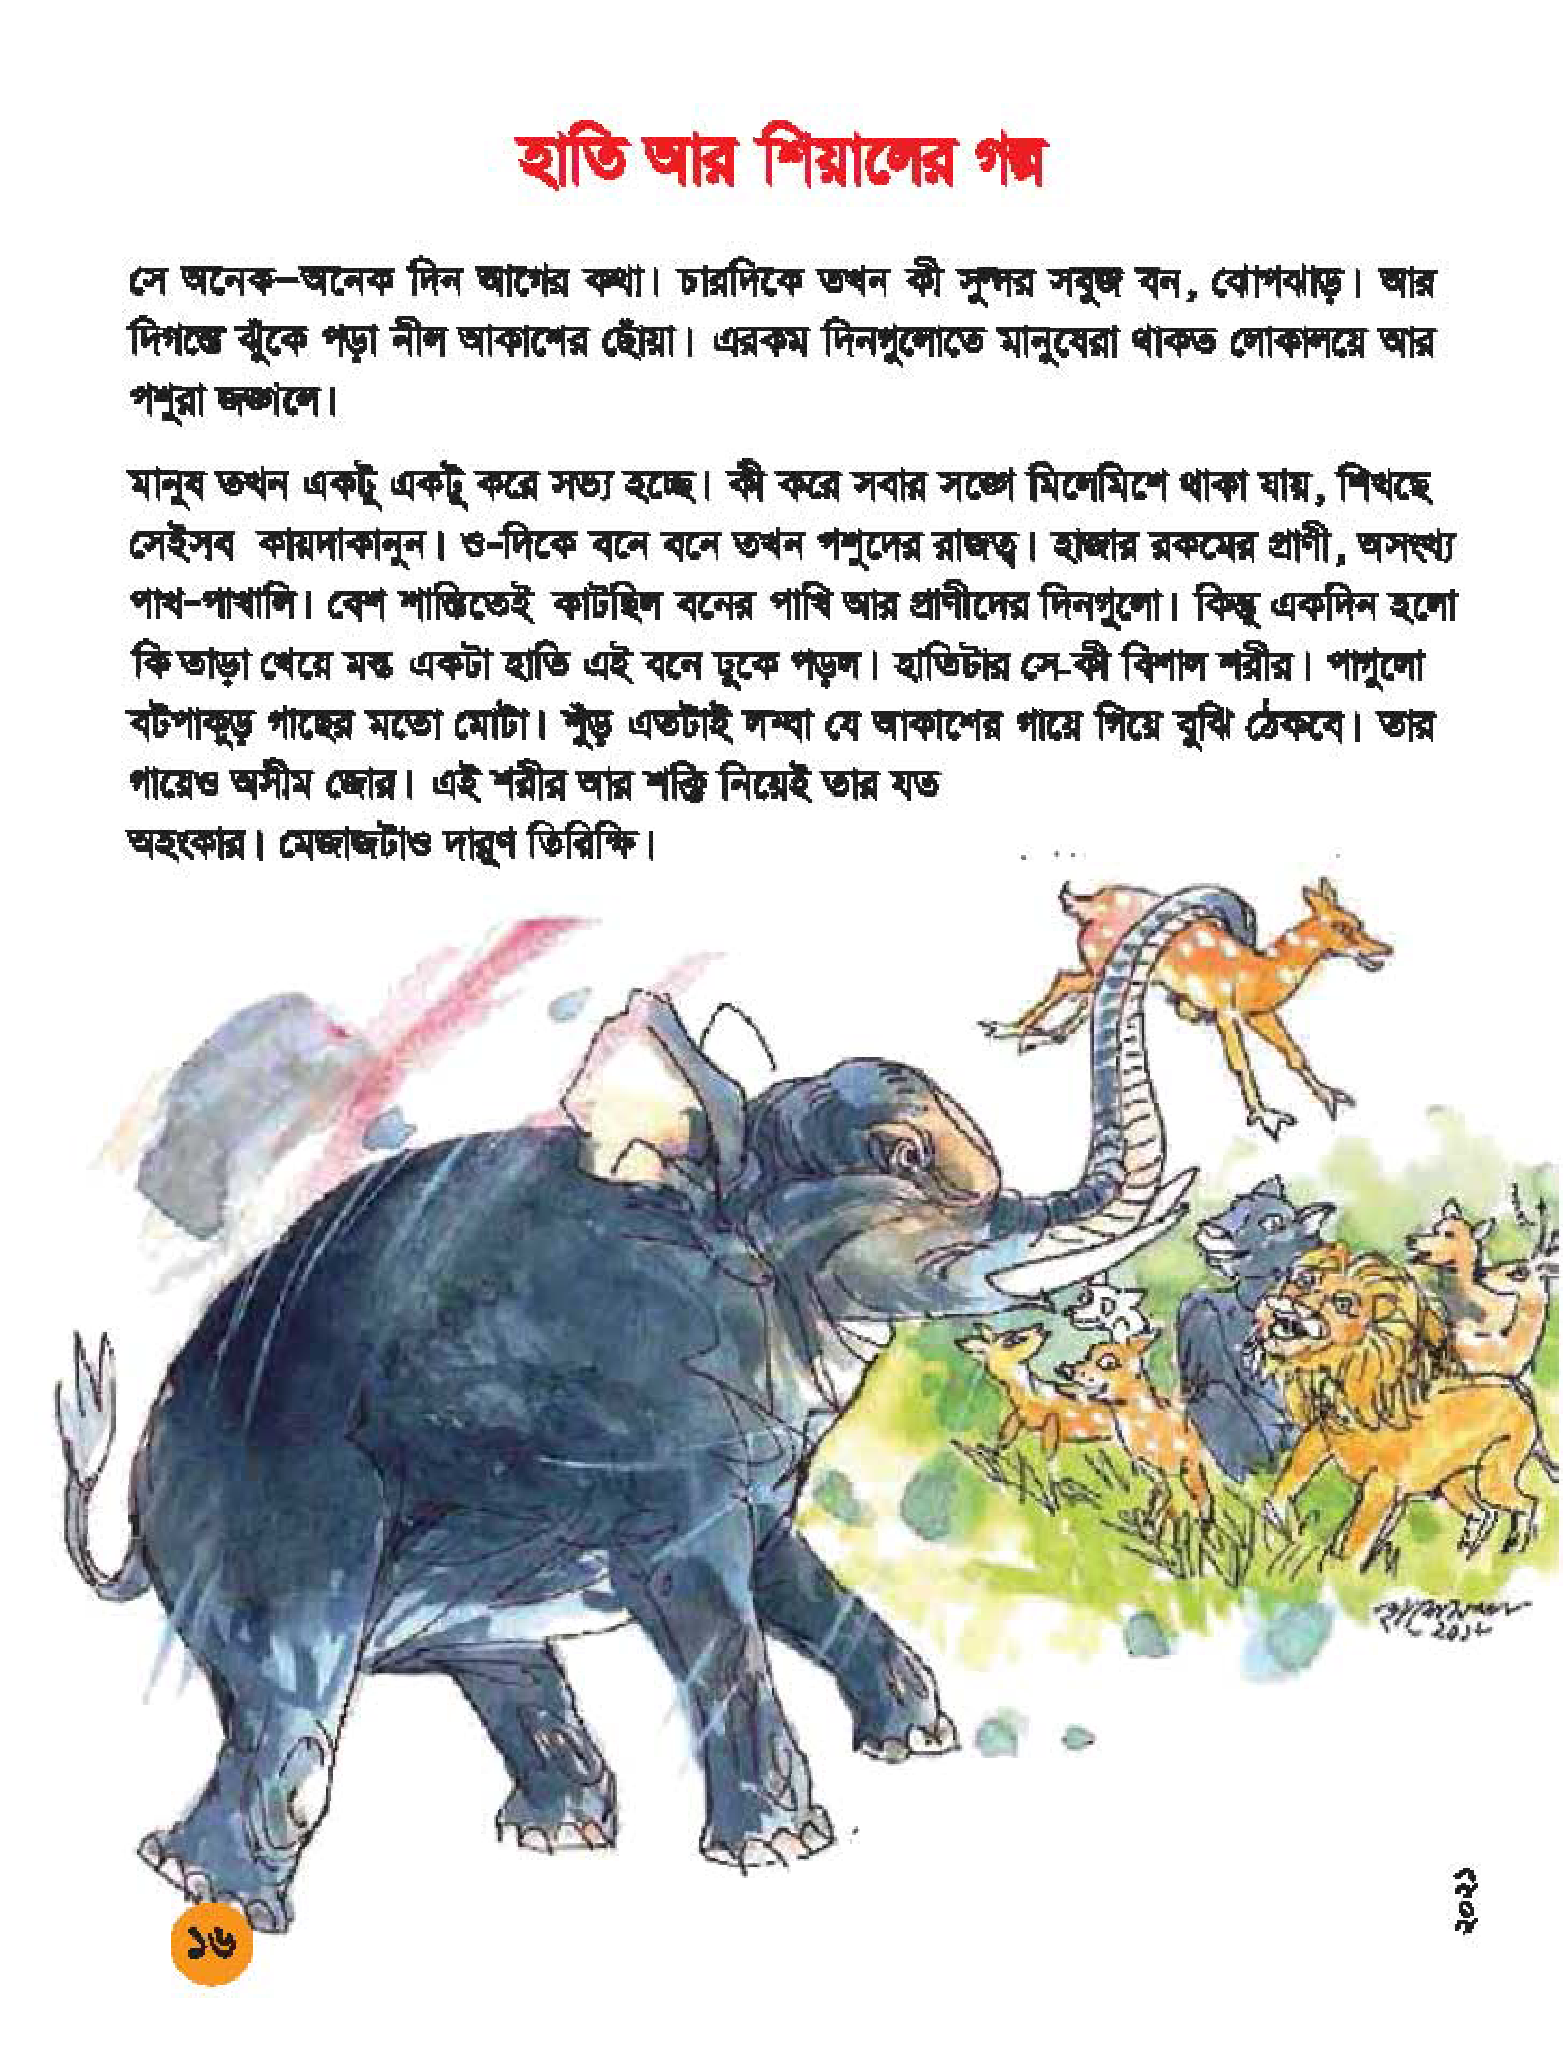 হাতি আর শিয়ালের গল্প
সে অনেক-অনেক দিন আগের কথা। চারদিকে তখন কী সুন্দর সবুজ বন, ঝোপঝাড়। আর
দিগন্তে ঝুঁকে পড়া নীল আকাশের ছোঁয়া। এরকম দিনগুলোতে মানুষেরা থাকত লোকালয়ে আর
পশুরা জঙ্গলে।
মানুষ তখন একটু একটু করে সভ্য হচ্ছে। কী করে সবার সঙ্গে মিলেমিশে থাকা যায়, শিখছে
সেইসব কায়দাকানুন। ও-দিকে বনে বনে তখন পশুদের রাজত্ব। হাজার রকমের প্রাণী, অসংখ্য
পাখ-পাখালি। বেশ শান্তিতেই কাটছিল বনের পাখি আর প্রাণীদের দিনগুলো। কিন্তু একদিন হলো
কি তাড়া খেয়ে মস্ত একটা হাতি এই বনে ঢুকে পড়ল। হাতিটার সে-কী বিশাল শরীর। পাগুলো
বটপাকুড় গাছের মতো মোটা। শুঁড় এতটাই লম্বা যে আকাশের গায়ে গিয়ে বুঝি ঠেকবে। তার
গায়েও অসীম জোর। এই শরীর আর শক্তি নিয়েই তার যত
অহংকার। মেজাজটাও দারুণ তিরিক্ষি।
১৬
২০২১